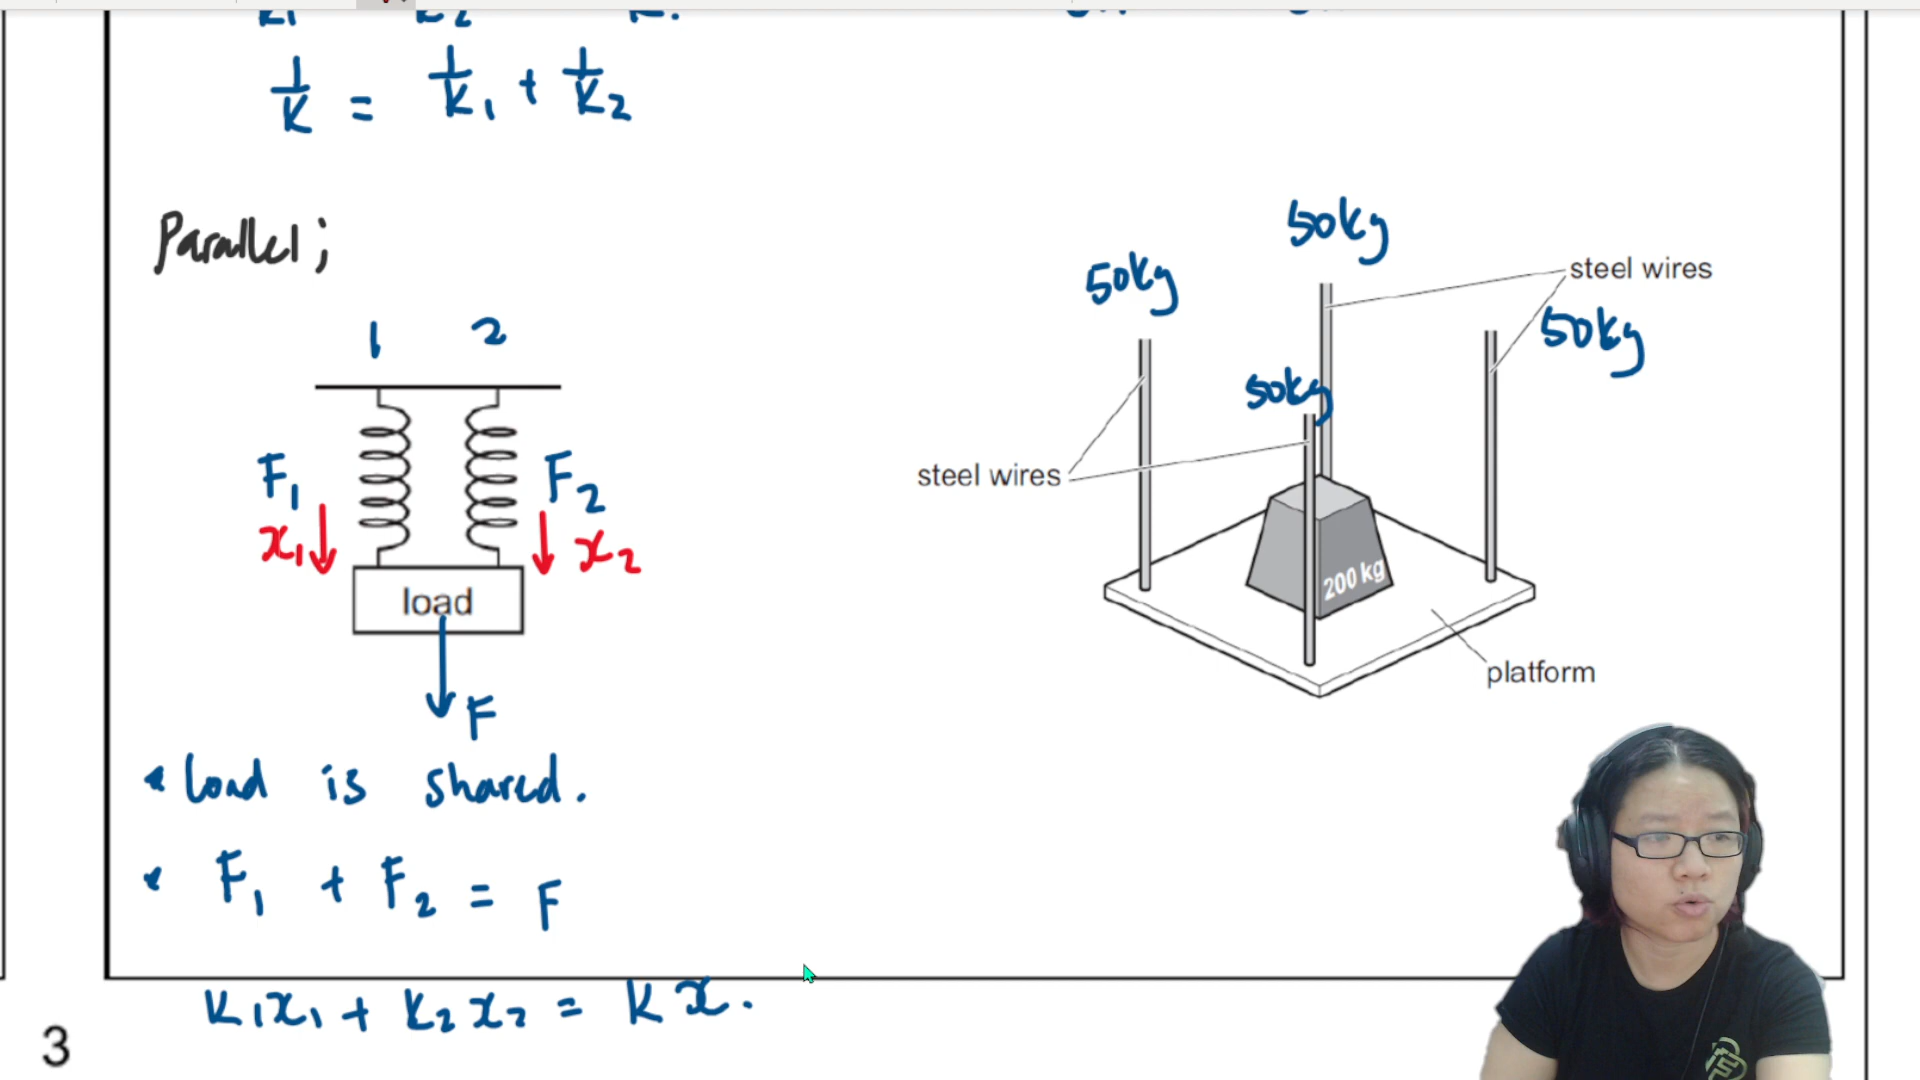 1/K = 1/K₁ + 1/K₂
Parallel;
1 2
F₁ F₂
x₁ x₂
load
F
• Load is shared.
• F₁ + F₂ = F
K₁x₁ + K₂x₂ = Kx.
3
50kg
50kg
steel wires
50kg
50kg
steel wires
200 kg
platform